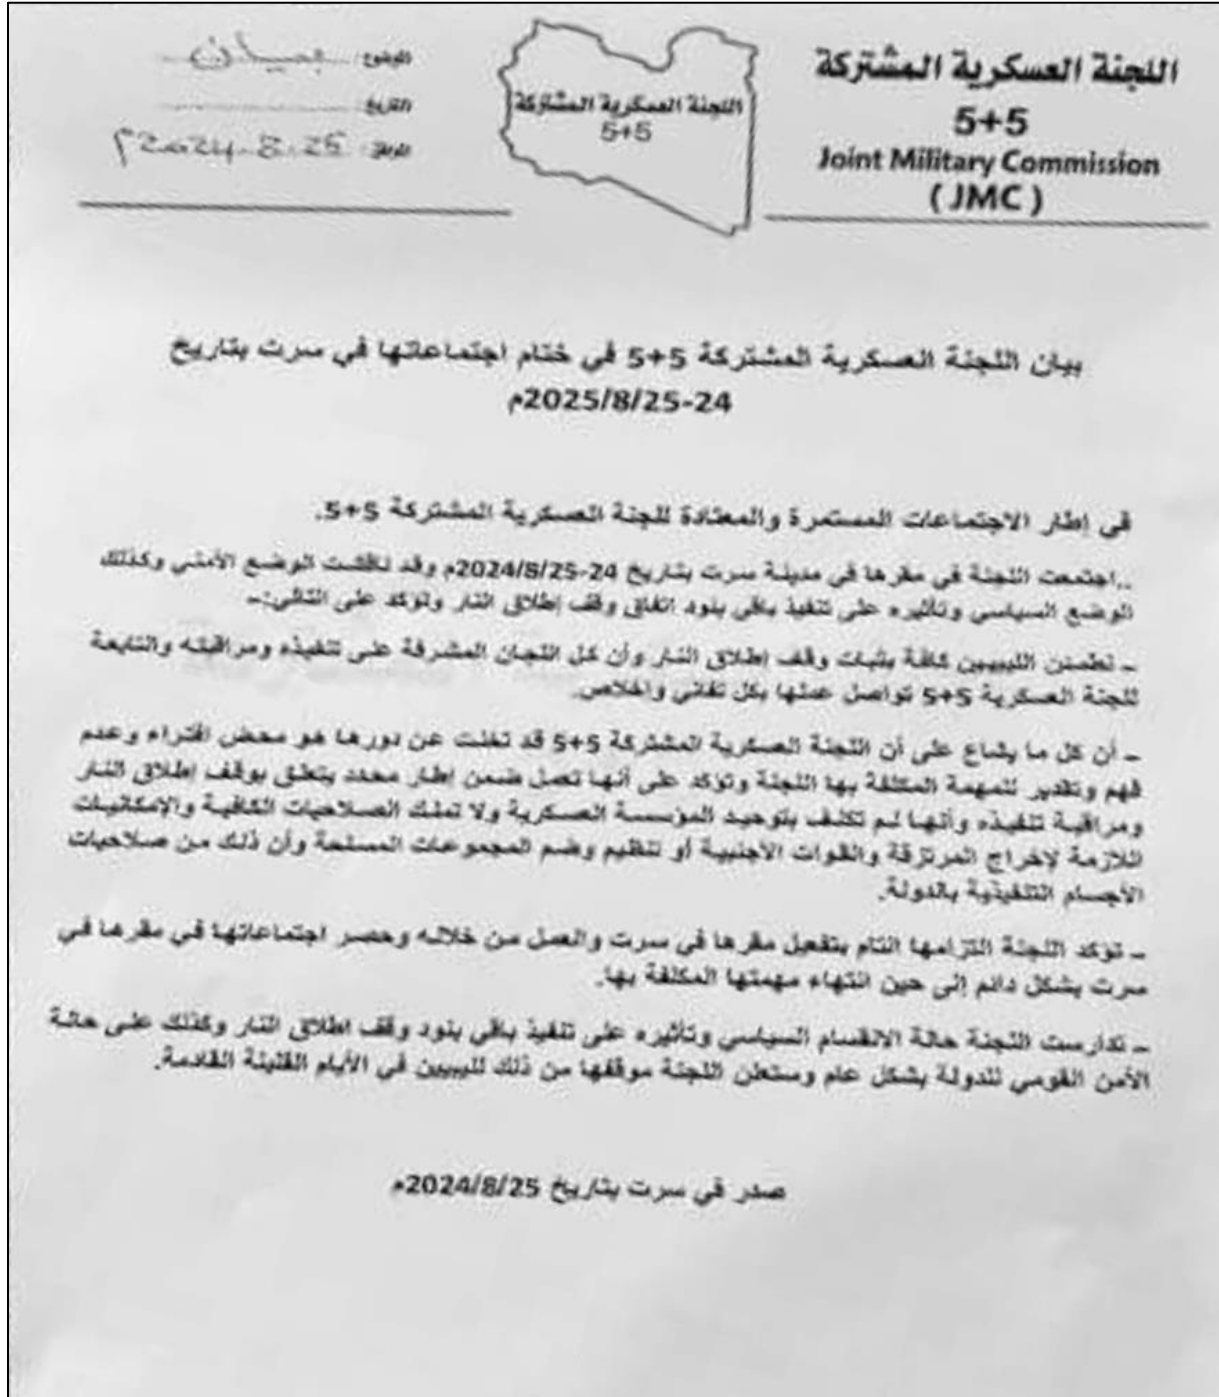 اللجنة العسكرية المشتركة
5+5
Joint Military Commission
( JMC )
اللجنة العسكرية المشتركة
5+5
الموضوع: بيان
التاريخ:
2024-8-25م
بيان اللجنة العسكرية المشتركة 5+5 في ختام اجتماعاتها في سرت بتاريخ
24-2025/8/25م
في إطار الاجتماعات المستمرة والمعتادة للجنة العسكرية المشتركة 5+5.
..اجتمعت اللجنة في مقرها في مدينة سرت بتاريخ 24-2024/8/25م وقد ناقشت الوضع الأمني وكذلك
الوضع السياسي وتأثيره على تنفيذ باقي بنود اتفاق وقف إطلاق النار وتؤكد على التالي:-
– تطمئن الليبيين كافة بثبات وقف إطلاق النار وأن كل اللجان المشرفة على تنفيذه ومراقبته والتابعة
للجنة العسكرية 5+5 تواصل عملها بكل تفاني واخلاص.
– أن كل ما يشاع على أن اللجنة العسكرية المشتركة 5+5 قد تخلت عن دورها هو محض افتراء وعدم
فهم وتقدير للمهمة المكلفة بها اللجنة وتؤكد على أنها تعمل ضمن إطار محدد يتعلق بوقف إطلاق النار
ومراقبة تنفيذه وأنها لم تكلف بتوحيد المؤسسة العسكرية ولا تملك الصلاحيات الكافية والإمكانيات
اللازمة لإخراج المرتزقة والقوات الأجنبية أو تنظيم وضم المجموعات المسلحة وأن ذلك من صلاحيات
الأجسام التنفيذية بالدولة.
– تؤكد اللجنة التزامها التام بتفعيل مقرها في سرت والعمل من خلاله وحصر اجتماعاتها في مقرها في
سرت بشكل دائم إلى حين انتهاء مهمتها المكلفة بها.
– تدارست اللجنة حالة الانقسام السياسي وتأثيره على تنفيذ باقي بنود وقف اطلاق النار وكذلك على حالة
الأمن القومي للدولة بشكل عام وستعلن اللجنة موقفها من ذلك لليبيين في الأيام القليلة القادمة.
صدر في سرت بتاريخ 2024/8/25م